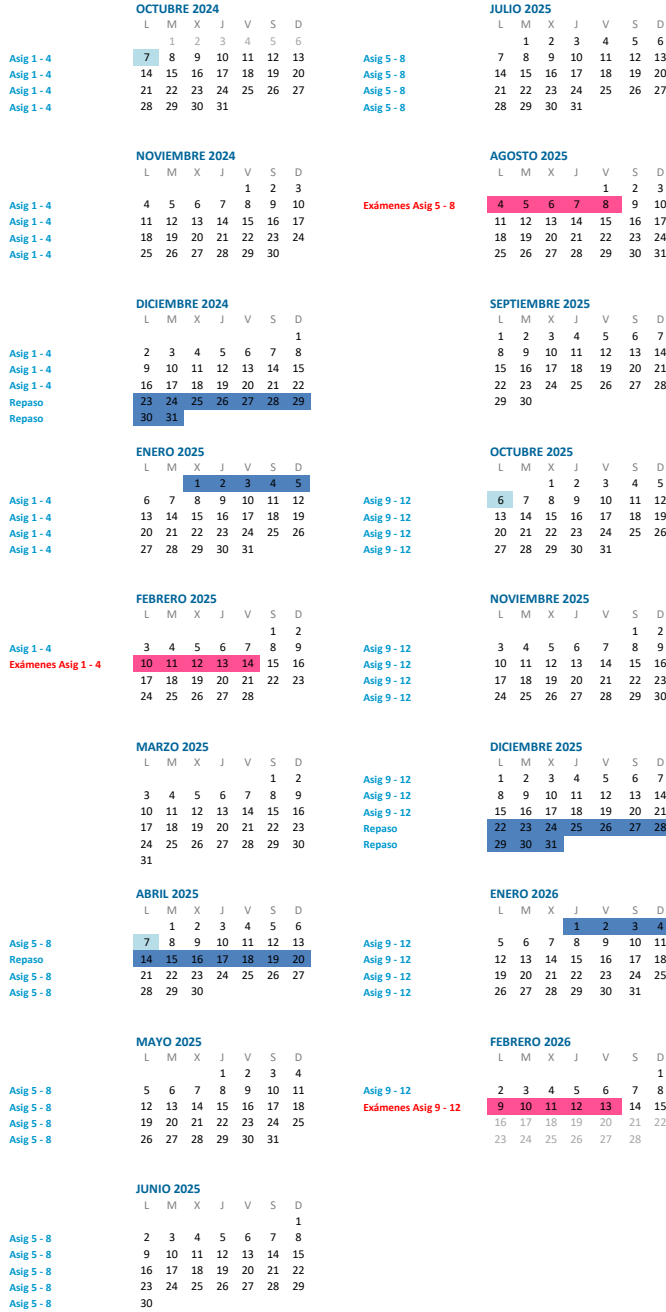 OCTUBRE 2024
L M X J V S D
1 2 3 4 5 6
Asig 1 - 4 7 8 9 10 11 12 13
Asig 1 - 4 14 15 16 17 18 19 20
Asig 1 - 4 21 22 23 24 25 26 27
Asig 1 - 4 28 29 30 31
NOVIEMBRE 2024
L M X J V S D
1 2 3
Asig 1 - 4 4 5 6 7 8 9 10
Asig 1 - 4 11 12 13 14 15 16 17
Asig 1 - 4 18 19 20 21 22 23 24
Asig 1 - 4 25 26 27 28 29 30
DICIEMBRE 2024
L M X J V S D
1
Asig 1 - 4 2 3 4 5 6 7 8
Asig 1 - 4 9 10 11 12 13 14 15
Asig 1 - 4 16 17 18 19 20 21 22
Repaso 23 24 25 26 27 28 29
Repaso 30 31
ENERO 2025
L M X J V S D
1 2 3 4 5
Asig 1 - 4 6 7 8 9 10 11 12
Asig 1 - 4 13 14 15 16 17 18 19
Asig 1 - 4 20 21 22 23 24 25 26
Asig 1 - 4 27 28 29 30 31
FEBRERO 2025
L M X J V S D
1 2
Asig 1 - 4 3 4 5 6 7 8 9
Exámenes Asig 1 - 4 10 11 12 13 14 15 16
17 18 19 20 21 22 23
24 25 26 27 28
MARZO 2025
L M X J V S D
1 2
3 4 5 6 7 8 9
10 11 12 13 14 15 16
17 18 19 20 21 22 23
24 25 26 27 28 29 30
31
ABRIL 2025
L M X J V S D
1 2 3 4 5 6
Asig 5 - 8 7 8 9 10 11 12 13
Repaso 14 15 16 17 18 19 20
Asig 5 - 8 21 22 23 24 25 26 27
Asig 5 - 8 28 29 30
MAYO 2025
L M X J V S D
1 2 3 4
Asig 5 - 8 5 6 7 8 9 10 11
Asig 5 - 8 12 13 14 15 16 17 18
Asig 5 - 8 19 20 21 22 23 24 25
Asig 5 - 8 26 27 28 29 30 31
JUNIO 2025
L M X J V S D
1
Asig 5 - 8 2 3 4 5 6 7 8
Asig 5 - 8 9 10 11 12 13 14 15
Asig 5 - 8 16 17 18 19 20 21 22
Asig 5 - 8 23 24 25 26 27 28 29
Asig 5 - 8 30
JULIO 2025
L M X J V S D
1 2 3 4 5 6
Asig 5 - 8 7 8 9 10 11 12 13
Asig 5 - 8 14 15 16 17 18 19 20
Asig 5 - 8 21 22 23 24 25 26 27
Asig 5 - 8 28 29 30 31
AGOSTO 2025
L M X J V S D
1 2 3
Exámenes Asig 5 - 8 4 5 6 7 8 9 10
11 12 13 14 15 16 17
18 19 20 21 22 23 24
25 26 27 28 29 30 31
SEPTIEMBRE 2025
L M X J V S D
1 2 3 4 5 6 7
8 9 10 11 12 13 14
15 16 17 18 19 20 21
22 23 24 25 26 27 28
29 30
OCTUBRE 2025
L M X J V S D
1 2 3 4 5
Asig 9 - 12 6 7 8 9 10 11 12
Asig 9 - 12 13 14 15 16 17 18 19
Asig 9 - 12 20 21 22 23 24 25 26
Asig 9 - 12 27 28 29 30 31
NOVIEMBRE 2025
L M X J V S D
1 2
Asig 9 - 12 3 4 5 6 7 8 9
Asig 9 - 12 10 11 12 13 14 15 16
Asig 9 - 12 17 18 19 20 21 22 23
Asig 9 - 12 24 25 26 27 28 29 30
DICIEMBRE 2025
L M X J V S D
Asig 9 - 12 1 2 3 4 5 6 7
Asig 9 - 12 8 9 10 11 12 13 14
Asig 9 - 12 15 16 17 18 19 20 21
Repaso 22 23 24 25 26 27 28
Repaso 29 30 31
ENERO 2026
L M X J V S D
1 2 3 4
Asig 9 - 12 5 6 7 8 9 10 11
Asig 9 - 12 12 13 14 15 16 17 18
Asig 9 - 12 19 20 21 22 23 24 25
Asig 9 - 12 26 27 28 29 30 31
FEBRERO 2026
L M X J V S D
1
Asig 9 - 12 2 3 4 5 6 7 8
Exámenes Asig 9 - 12 9 10 11 12 13 14 15
16 17 18 19 20 21 22
23 24 25 26 27 28